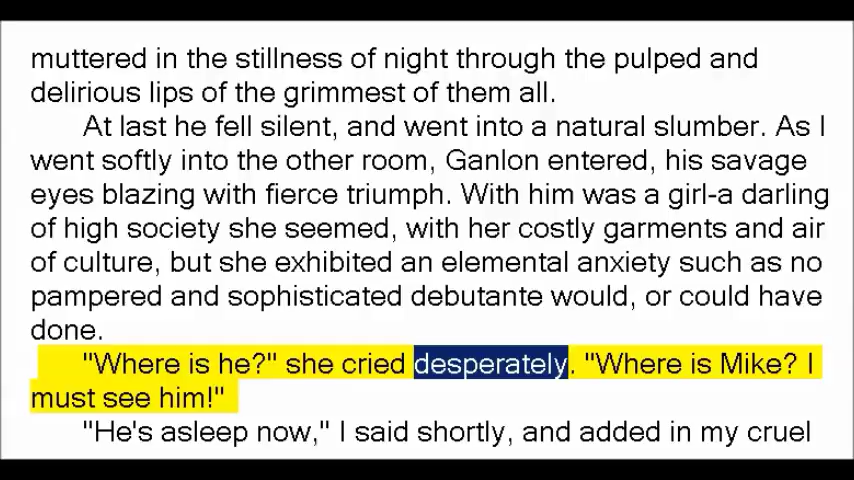 muttered in the stillness of night through the pulped and
delirious lips of the grimmest of them all.
At last he fell silent, and went into a natural slumber. As I
went softly into the other room, Ganlon entered, his savage
eyes blazing with fierce triumph. With him was a girl-a darling
of high society she seemed, with her costly garments and air
of culture, but she exhibited an elemental anxiety such as no
pampered and sophisticated debutante would, or could have
done.
"Where is he?" she cried desperately. "Where is Mike? I
must see him!"
"He's asleep now," I said shortly, and added in my cruel